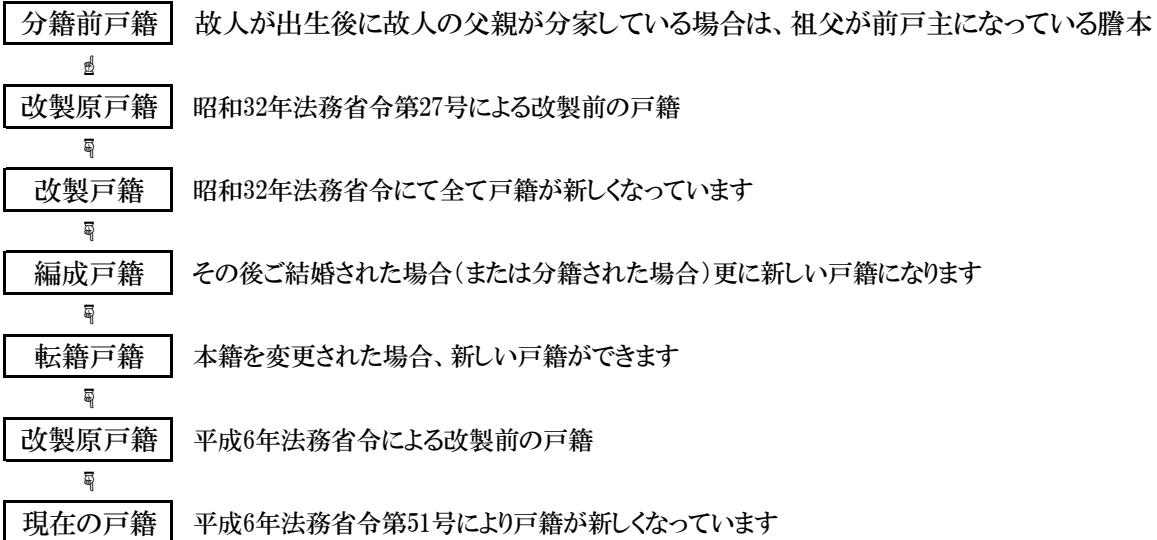 分籍前戸籍 故人が出生後に故人の父親が分家している場合は、祖父が前戸主になっている謄本
☝
改製原戸籍 昭和32年法務省令第27号による改製前の戸籍
☟
改製戸籍 昭和32年法務省令にて全て戸籍が新しくなっています
☟
編成戸籍 その後ご結婚された場合(または分籍された場合)更に新しい戸籍になります
☟
転籍戸籍 本籍を変更された場合、新しい戸籍ができます
☟
改製原戸籍 平成6年法務省令による改製前の戸籍
☟
現在の戸籍 平成6年法務省令第51号により戸籍が新しくなっています